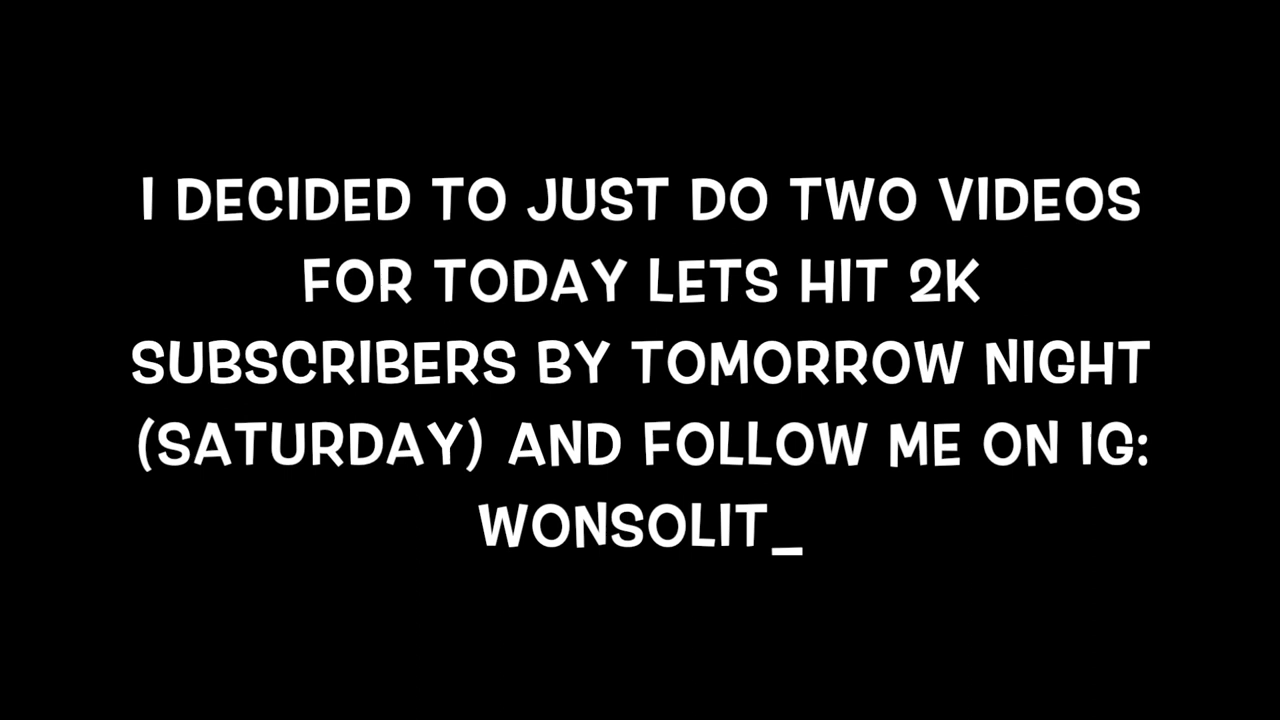 I DECIDED TO JUST DO TWO VIDEOS
FOR TODAY LETS HIT 2K
SUBSCRIBERS BY TOMORROW NIGHT
(SATURDAY) AND FOLLOW ME ON IG:
WONSOLIT_